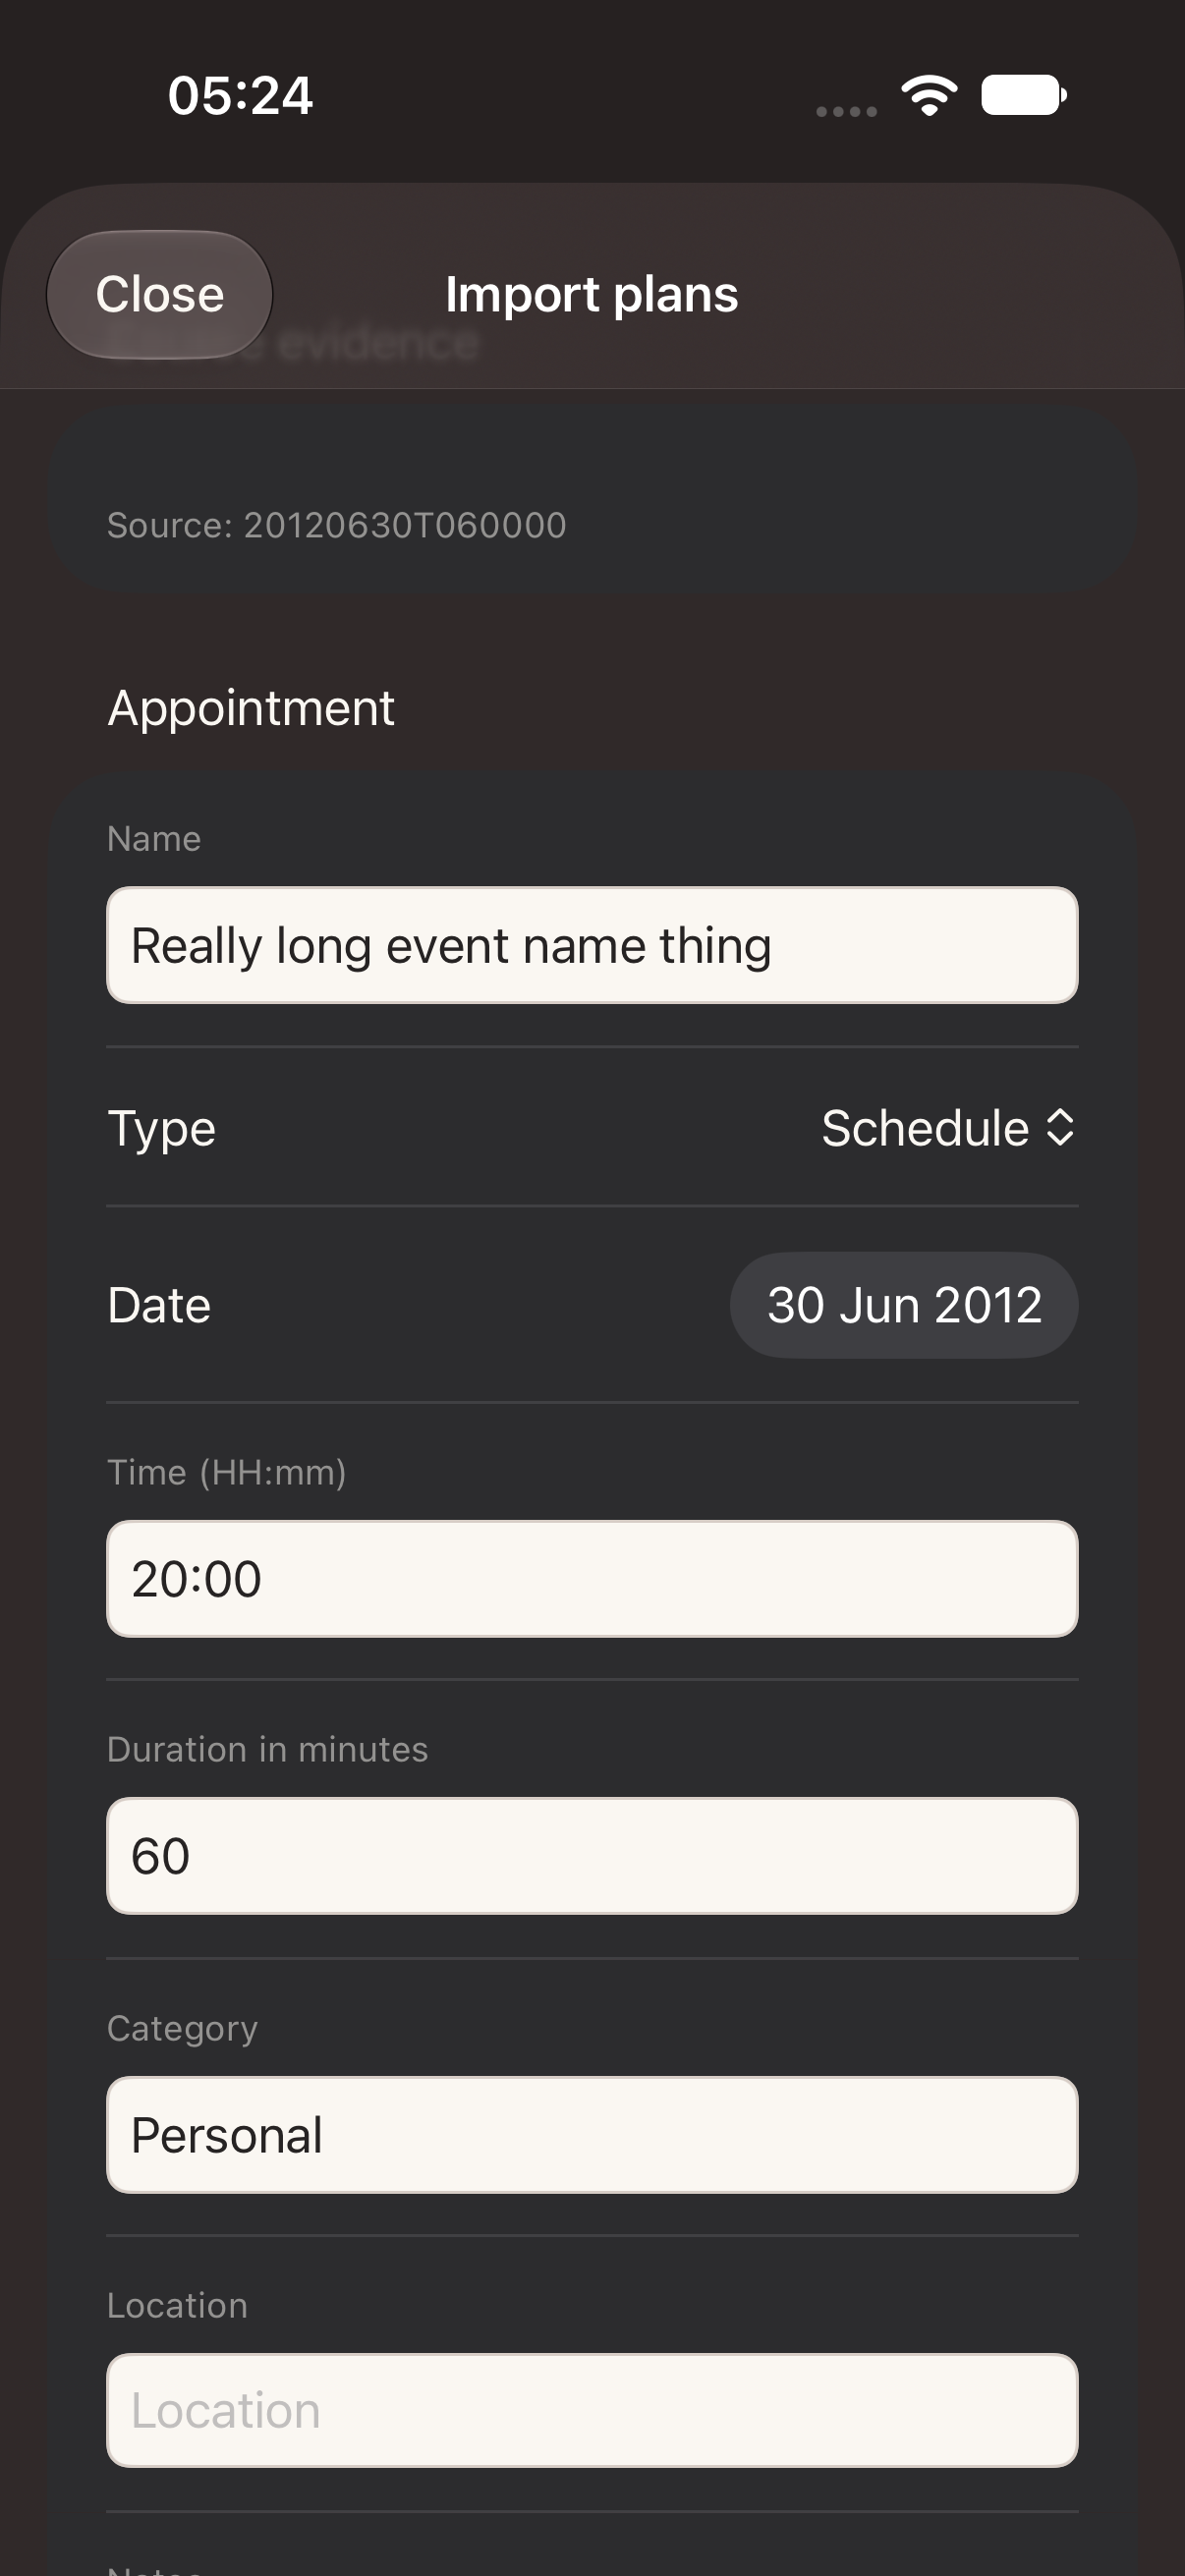 05:24
Close
Import plans
evidence
Source: 20120630T060000
Appointment
Name
Really long event name thing
Type
Schedule
Date
30 Jun 2012
Time (HH:mm)
20:00
Duration in minutes
60
Category
Personal
Location
Location